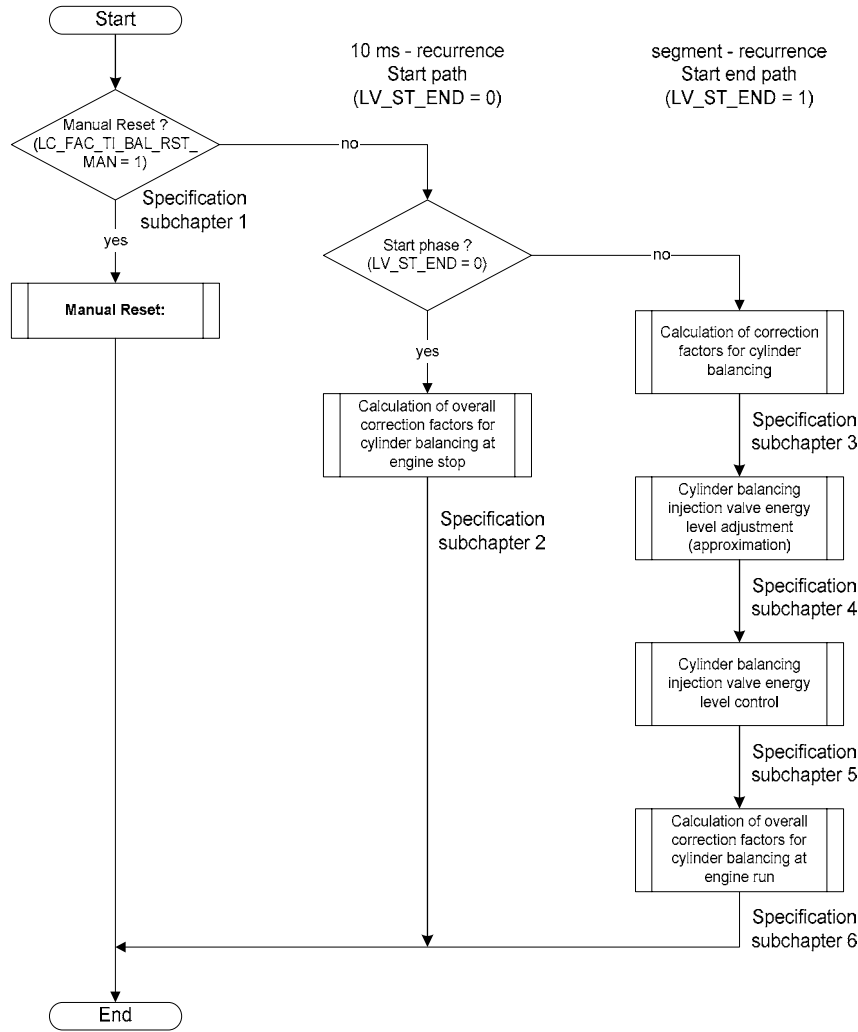 Start
10 ms - recurrence
Start path
(LV_ST_END = 0)
segment - recurrence
Start end path
(LV_ST_END = 1)
Manual Reset ?
(LC_FAC_TI_BAL_RST_
MAN = 1)
no
Specification
subchapter 1
yes
Manual Reset:
Start phase ?
(LV_ST_END = 0)
no
yes
Calculation of overall
correction factors for
cylinder balancing at
engine stop
Specification
subchapter 2
Calculation of correction
factors for cylinder
balancing
Specification
subchapter 3
Cylinder balancing
injection valve energy
level adjustment
(approximation)
Specification
subchapter 4
Cylinder balancing
injection valve energy
level control
Specification
subchapter 5
Calculation of overall
correction factors for
cylinder balancing at
engine run
Specification
subchapter 6
End